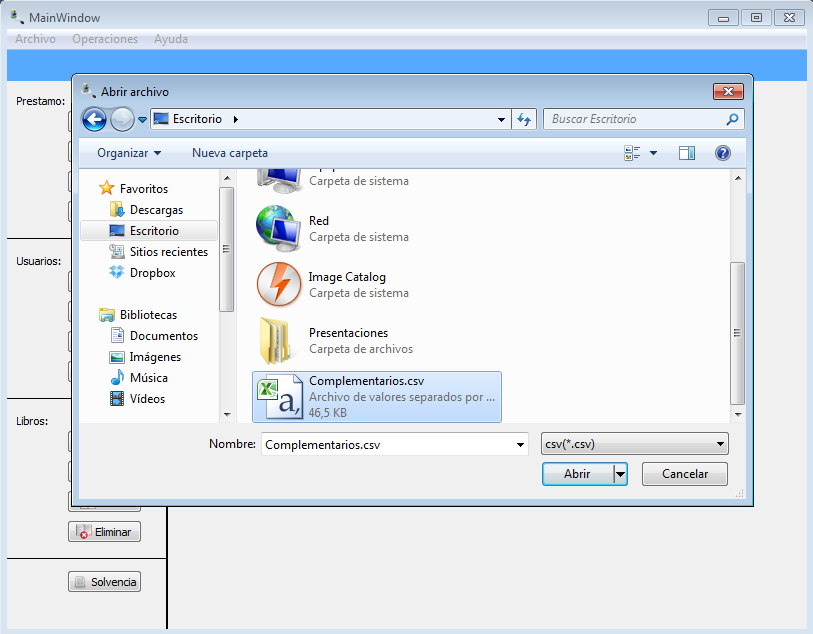 MainWindow
Archivo Operaciones Ayuda
Prestamo:
Usuarios:
Libros:
Eliminar
Solvencia
Abrir archivo
Escritorio
Buscar Escritorio
Organizar Nueva carpeta
Favoritos
Descargas
Escritorio
Sitios recientes
Dropbox
Bibliotecas
Documentos
Imágenes
Música
Vídeos
Carpeta de sistema
Red
Carpeta de sistema
Image Catalog
Carpeta de sistema
Presentaciones
Carpeta de archivos
Complementarios.csv
Archivo de valores separados por ...
46,5 KB
Nombre: Complementarios.csv csv(*.csv)
Abrir Cancelar